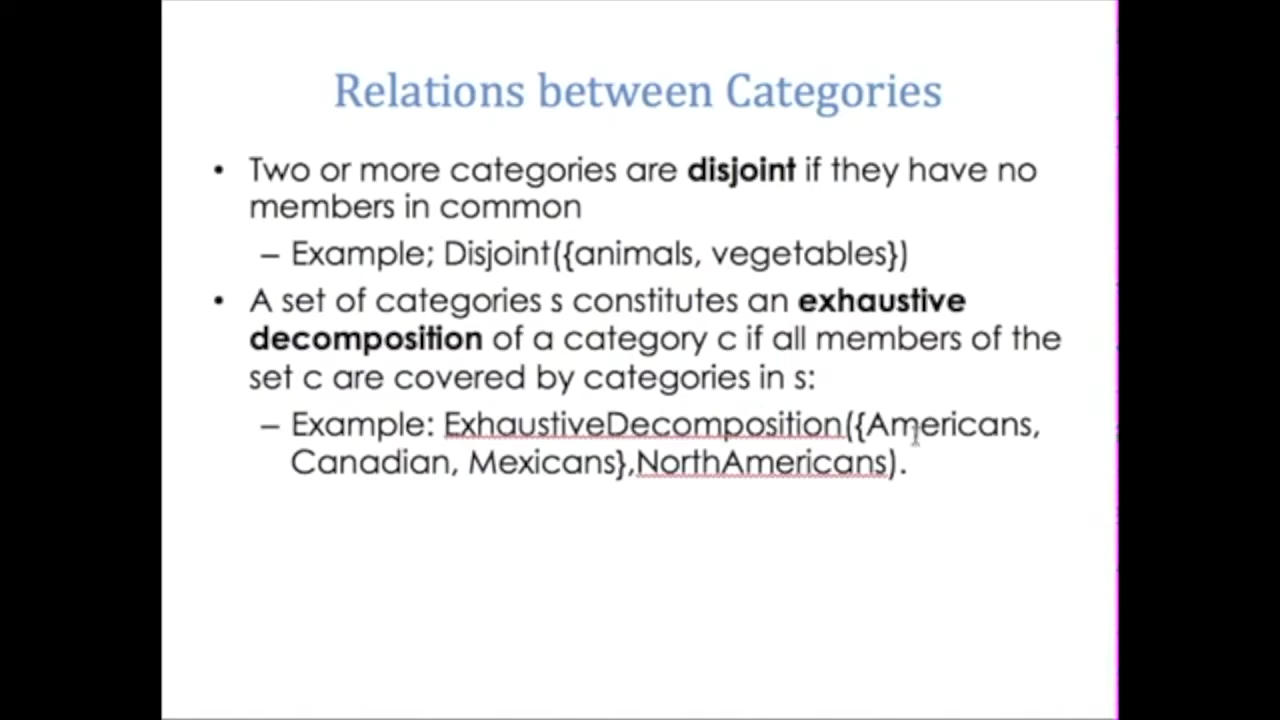 Relations between Categories
• Two or more categories are disjoint if they have no
members in common
– Example; Disjoint({animals, vegetables})
• A set of categories s constitutes an exhaustive
decomposition of a category c if all members of the
set c are covered by categories in s:
– Example: ExhaustiveDecomposition({Americans,
Canadian, Mexicans},NorthAmericans).